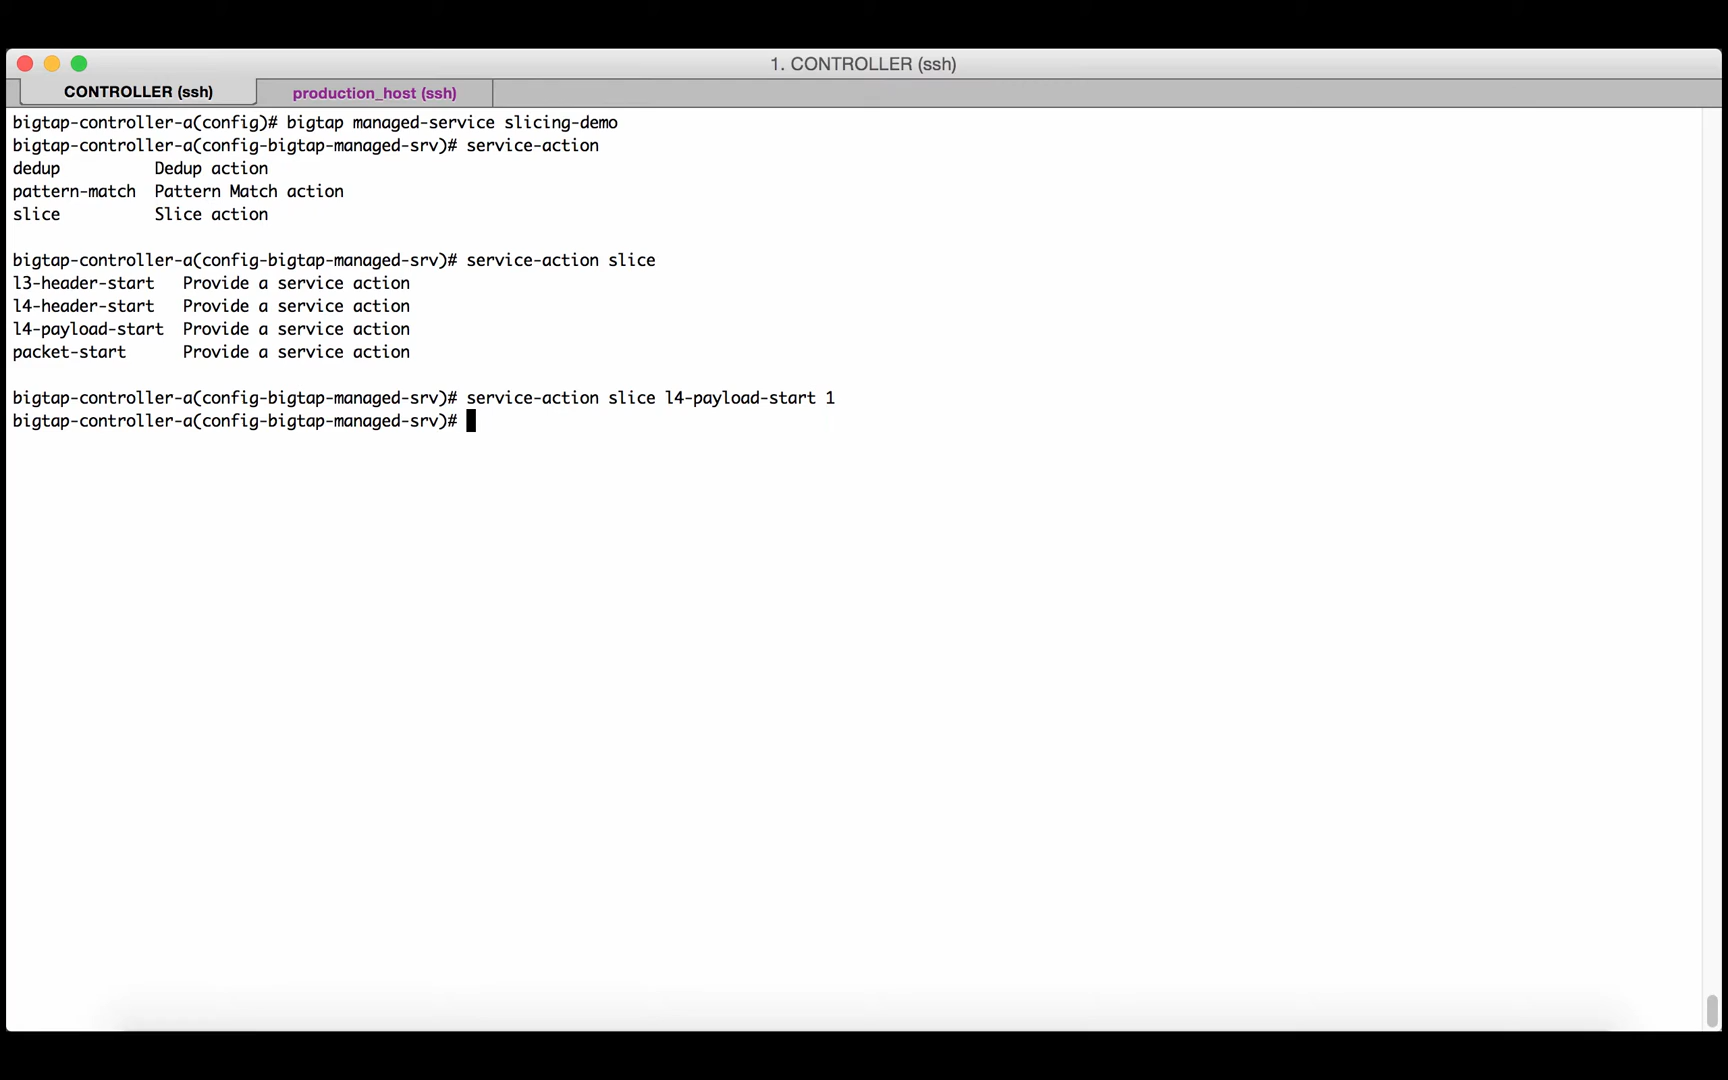 1. CONTROLLER (ssh)
CONTROLLER (ssh) production_host (ssh)
bigtap-controller-a(config)# bigtap managed-service slicing-demo
bigtap-controller-a(config-bigtap-managed-srv)# service-action
dedup          Dedup action
pattern-match  Pattern Match action
slice          Slice action
bigtap-controller-a(config-bigtap-managed-srv)# service-action slice
l3-header-start   Provide a service action
l4-header-start   Provide a service action
l4-payload-start  Provide a service action
packet-start      Provide a service action
bigtap-controller-a(config-bigtap-managed-srv)# service-action slice l4-payload-start 1
bigtap-controller-a(config-bigtap-managed-srv)#